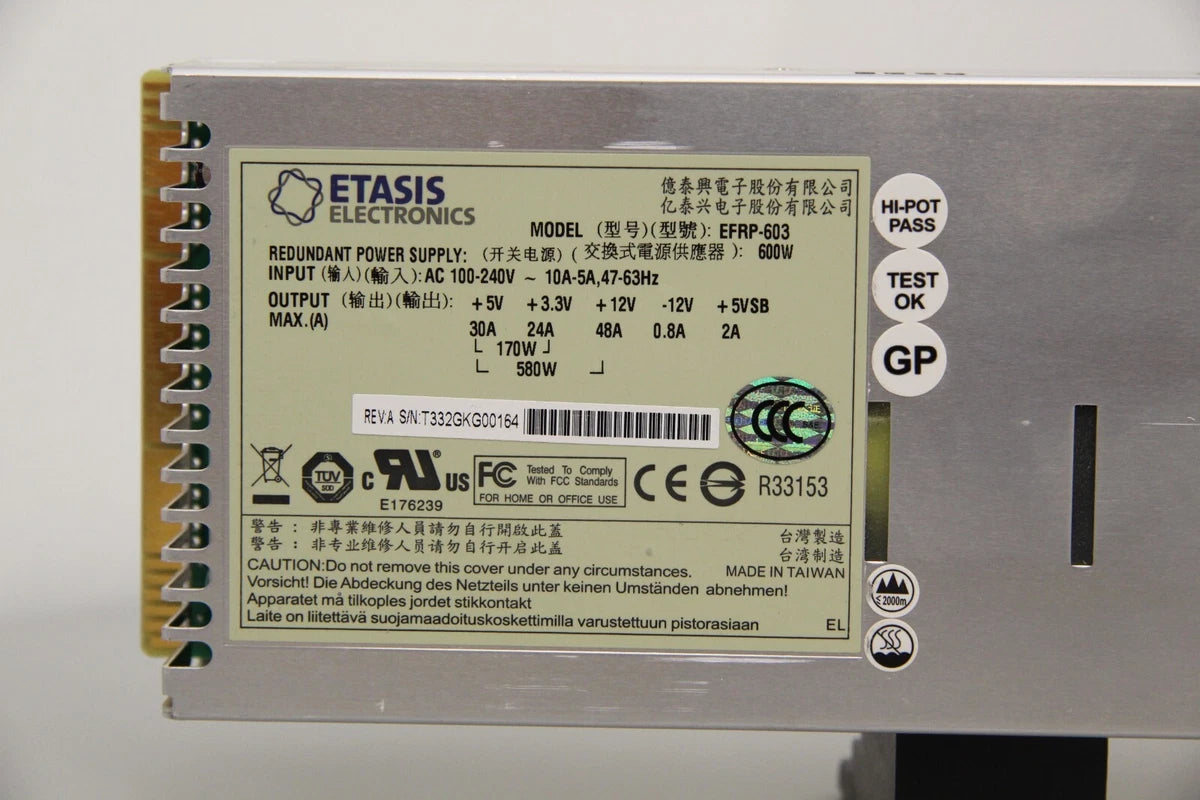 ETASIS
ELECTRONICS
億泰興電子股份有限公司
亿泰兴电子股份有限公司
MODEL (型号)(型號): EFRP-603
REDUNDANT POWER SUPPLY: (开关电源) (交換式電源供應器): 600W
INPUT (输人)(輸入): AC 100-240V ~ 10A-5A,47-63Hz
OUTPUT (输出)(輸出): +5V +3.3V +12V -12V +5VSB
MAX.(A) 30A 24A 48A 0.8A 2A
170W
580W
REV:A S/N:T332GKG00164
CCC
S&E
TÜV
SÜD
c RU® US
E176239
FC Tested To Comply
With FCC Standards
FOR HOME OR OFFICE USE
CE
R33153
警告：非專業维修人員請勿自行開啟此蓋
警告：非专业维修人员请勿自行开启此盖
台灣製造
台湾制造
CAUTION:Do not remove this cover under any circumstances.
MADE IN TAIWAN
Vorsicht! Die Abdeckung des Netzteils unter keinen Umständen abnehmen!
Apparatet må tilkoples jordet stikkontakt
Laite on liitettävä suojamaadoituskoskettimilla varustettuun pistorasiaan
EL
HI-POT
PASS
TEST
OK
GP
≤2000m